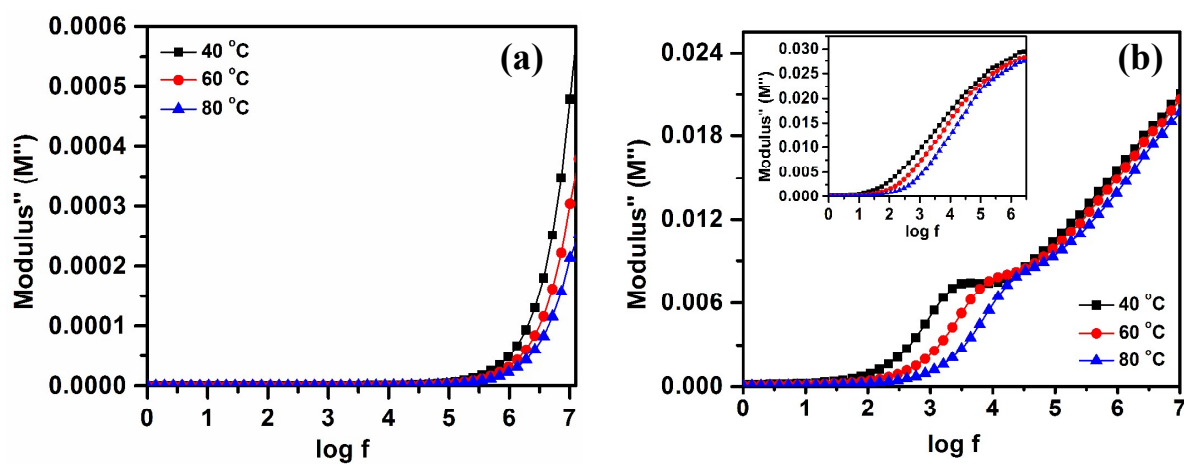 (a)
Modulus'' (M'')
0.0006
0.0005
0.0004
0.0003
0.0002
0.0001
0.0000
40 °C
60 °C
80 °C
0 1 2 3 4 5 6 7
log f
(b)
Modulus'' (M'')
0.024
0.018
0.012
0.006
0.000
Modulus'' (M'')
0.030
0.025
0.020
0.015
0.010
0.005
0.000
0 1 2 3 4 5 6
log f
40 °C
60 °C
80 °C
0 1 2 3 4 5 6 7
log f